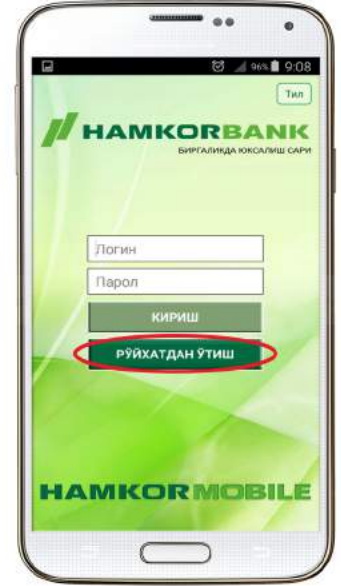 96% 9:08
Тил
HAMKORBANK
БИРГАЛИКДА ЮКСАЛИШ САРИ
Логин
Парол
КИРИШ
РЎЙХАТДАН ЎТИШ
HAMKORMOBILE